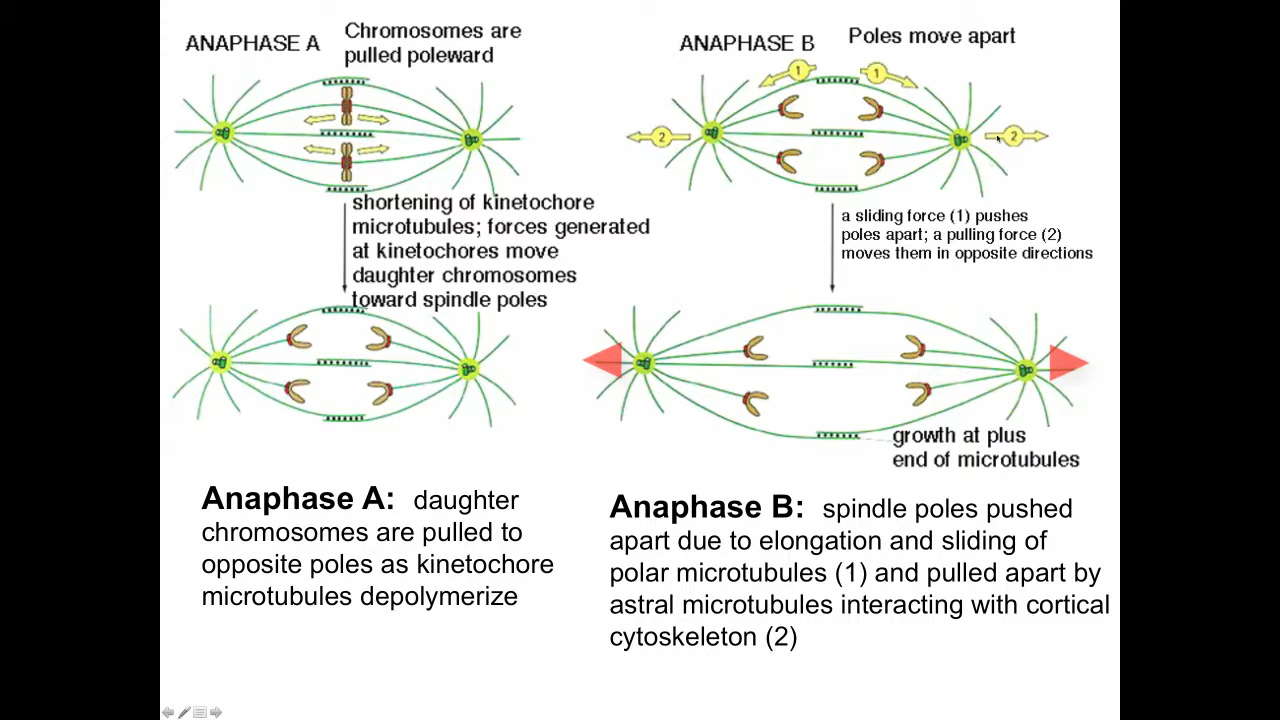 ANAPHASE A
Chromosomes are
pulled poleward
shortening of kinetochore
microtubules; forces generated
at kinetochores move
daughter chromosomes
toward spindle poles
ANAPHASE B
Poles move apart
1
1
2
2
a sliding force (1) pushes
poles apart; a pulling force (2)
moves them in opposite directions
growth at plus
end of microtubules
Anaphase A: daughter
chromosomes are pulled to
opposite poles as kinetochore
microtubules depolymerize
Anaphase B: spindle poles pushed
apart due to elongation and sliding of
polar microtubules (1) and pulled apart by
astral microtubules interacting with cortical
cytoskeleton (2)